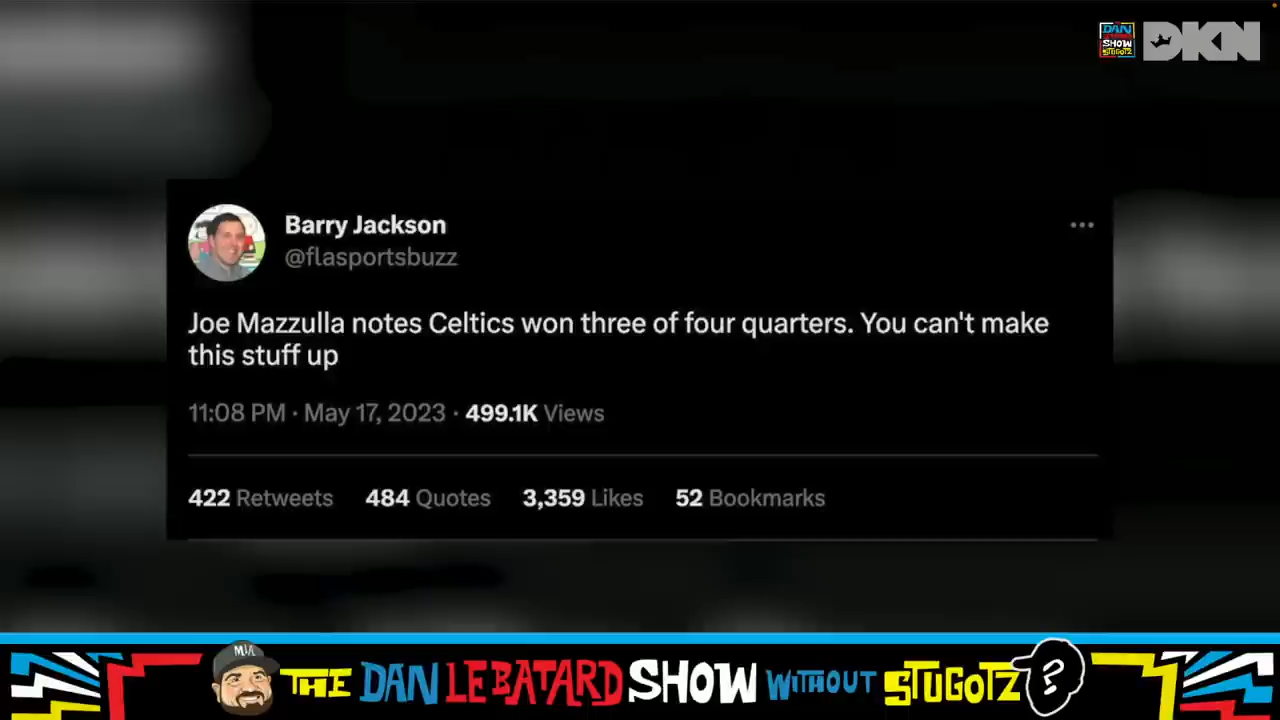 DAN
SHOW
STUGOTZ
DKN
Barry Jackson
@flasportsbuzz
Joe Mazzulla notes Celtics won three of four quarters. You can't make
this stuff up
11:08 PM · May 17, 2023 · 499.1K Views
422 Retweets 484 Quotes 3,359 Likes 52 Bookmarks
MIA
THE DAN LEBATARD SHOW WITHOUT STUGOTZ ?